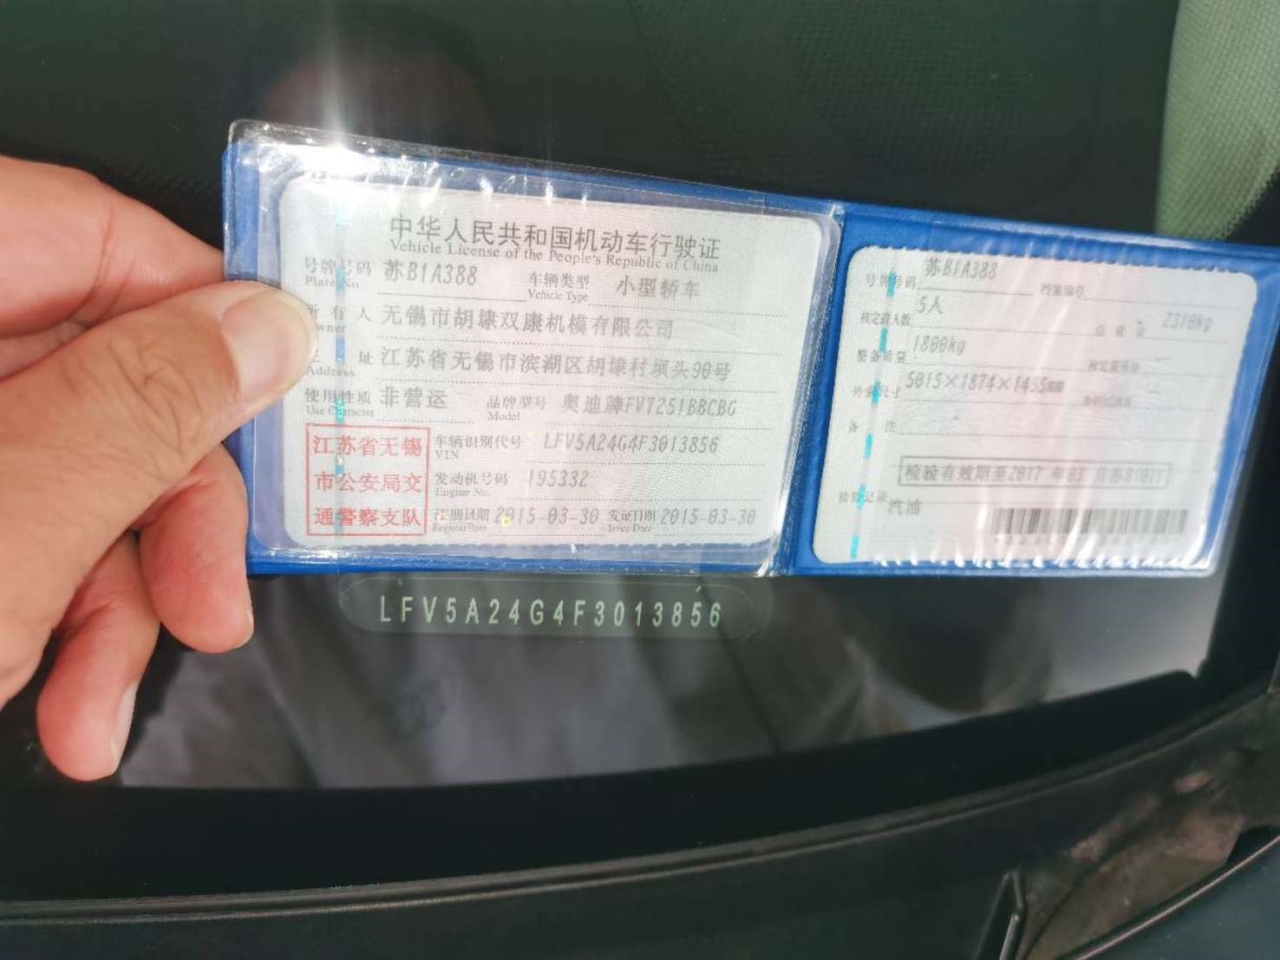 中华人民共和国机动车行驶证
Vehicle License of the People's Republic of China
号牌号码 苏B1A388 车辆类型 小型轿车
Plate No. Vehicle Type
所有人 无锡市胡埭双康机模有限公司
Owner
住 址 江苏省无锡市滨湖区胡埭村坝头90号
Address
使用性质 非营运 品牌型号 奥迪牌FV7251BBCBG
Use Character Model
江苏省无锡
市公安局交
通警察支队
车辆识别代号 LFV5A24G4F3013856
VIN
发动机号码 195332
Engine No.
注册日期 2015-03-30 发证日期 2015-03-30
Register Date Issue Date
号牌号码 苏B1A388 档案编号
核定载人数 5人 总质量 2310kg
整备质量 1800kg 核定载质量
外廓尺寸 5015×1874×1455mm
备 注
检验有效期至2017年03月苏B(01)
检验记录 汽油
LFV5A24G4F3013856